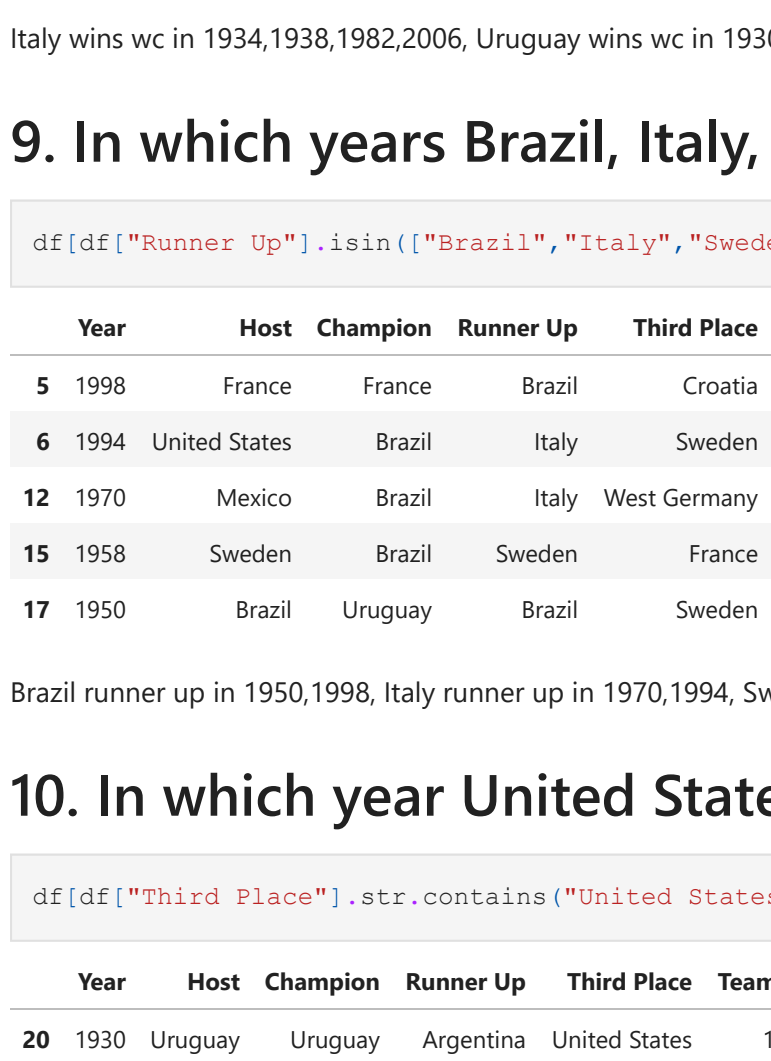 Italy wins wc in 1934,1938,1982,2006, Uruguay wins wc in 1930
9. In which years Brazil, Italy,
df[df["Runner Up"].isin(["Brazil","Italy","Swede
Year Host Champion Runner Up Third Place
5 1998 France France Brazil Croatia
6 1994 United States Brazil Italy Sweden
12 1970 Mexico Brazil Italy West Germany
15 1958 Sweden Brazil Sweden France
17 1950 Brazil Uruguay Brazil Sweden
Brazil runner up in 1950,1998, Italy runner up in 1970,1994, Sw
10. In which year United State
df[df["Third Place"].str.contains("United States
Year Host Champion Runner Up Third Place Team
20 1930 Uruguay Uruguay Argentina United States 1